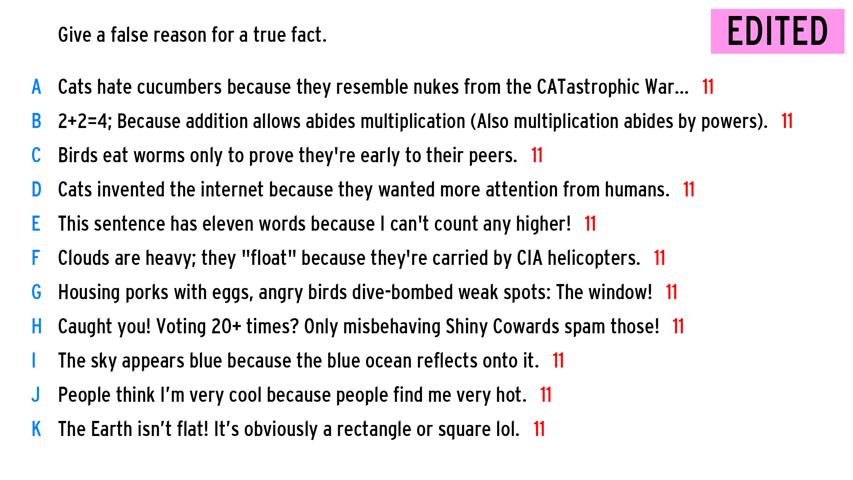 Give a false reason for a true fact.
EDITED
A Cats hate cucumbers because they resemble nukes from the CATastrophic War... 11
B 2+2=4; Because addition allows abides multiplication (Also multiplication abides by powers). 11
C Birds eat worms only to prove they're early to their peers. 11
D Cats invented the internet because they wanted more attention from humans. 11
E This sentence has eleven words because I can't count any higher! 11
F Clouds are heavy; they "float" because they're carried by CIA helicopters. 11
G Housing porks with eggs, angry birds dive-bombed weak spots: The window! 11
H Caught you! Voting 20+ times? Only misbehaving Shiny Cowards spam those! 11
I The sky appears blue because the blue ocean reflects onto it. 11
J People think I’m very cool because people find me very hot. 11
K The Earth isn’t flat! It’s obviously a rectangle or square lol. 11